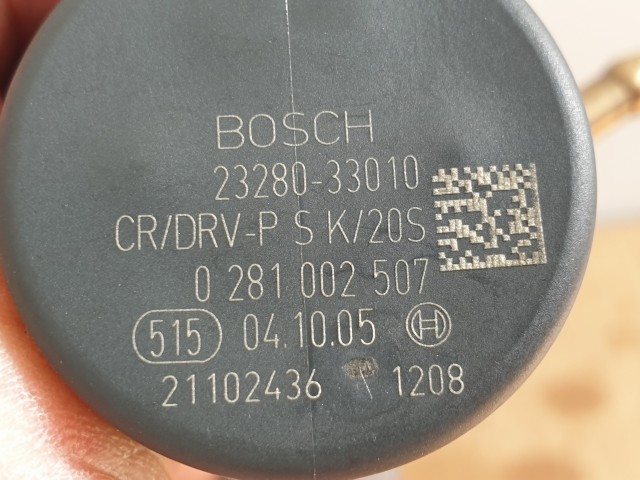 BOSCH
23280-33010
CR/DRV-P S K/20S
0 281 002 507
515 04.10.05 H
21102436 1208